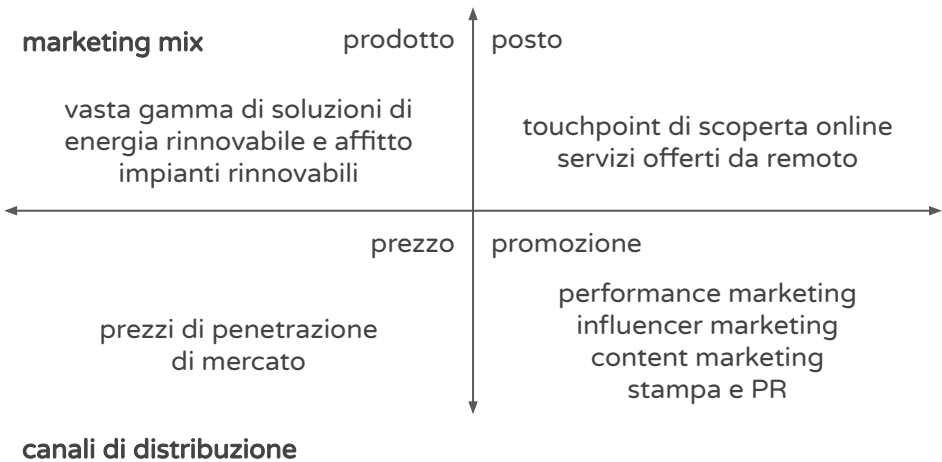 marketing mix
prodotto
posto
vasta gamma di soluzioni di
energia rinnovabile e affitto
impianti rinnovabili
touchpoint di scoperta online
servizi offerti da remoto
prezzo
promozione
prezzi di penetrazione
di mercato
performance marketing
influencer marketing
content marketing
stampa e PR
canali di distribuzione